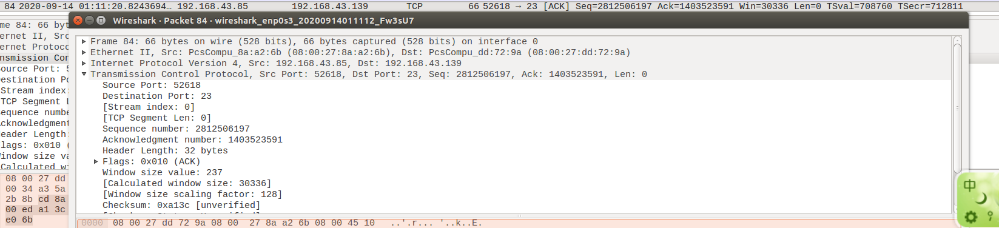 84 2020-09-14 01:11:20.8243694… 192.168.43.85 192.168.43.139 TCP 66 52618 → 23 [ACK] Seq=2812506197 Ack=1403523591 Win=30336 Len=0 TSval=708760 TSecr=712811
Wireshark · Packet 84 · wireshark_enp0s3_20200914011112_Fw3sU7
me 84: 66 byt
ernet II, Src
ernet Protoco
nsmission Con
Source Port: 5
Destination Po
Stream index:
TCP Segment L
Sequence numbe
Acknowledgment
Header Length:
Flags: 0x010 (
Window size va
Calculated wi
08 00 27 dd
00 34 a3 5a
2b 8b cd 8a
00 ed a1 3c
e0 6b
Frame 84: 66 bytes on wire (528 bits), 66 bytes captured (528 bits) on interface 0
Ethernet II, Src: PcsCompu_8a:a2:6b (08:00:27:8a:a2:6b), Dst: PcsCompu_dd:72:9a (08:00:27:dd:72:9a)
Internet Protocol Version 4, Src: 192.168.43.85, Dst: 192.168.43.139
Transmission Control Protocol, Src Port: 52618, Dst Port: 23, Seq: 2812506197, Ack: 1403523591, Len: 0
Source Port: 52618
Destination Port: 23
[Stream index: 0]
[TCP Segment Len: 0]
Sequence number: 2812506197
Acknowledgment number: 1403523591
Header Length: 32 bytes
Flags: 0x010 (ACK)
Window size value: 237
[Calculated window size: 30336]
[Window size scaling factor: 128]
Checksum: 0xa13c [unverified]
0000 08 00 27 dd 72 9a 08 00 27 8a a2 6b 08 00 45 10 ..'.r... '..k..E.
中